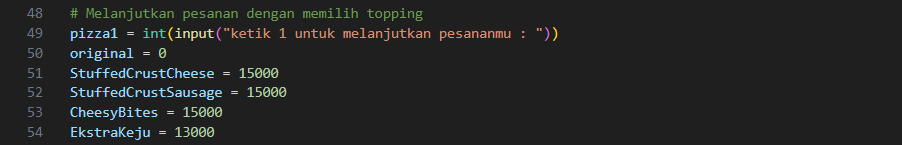 48 # Melanjutkan pesanan dengan memilih topping
49 pizza1 = int(input("ketik 1 untuk melanjutkan pesananmu : "))
50 original = 0
51 StuffedCrustCheese = 15000
52 StuffedCrustSausage = 15000
53 CheesyBites = 15000
54 EkstraKeju = 13000